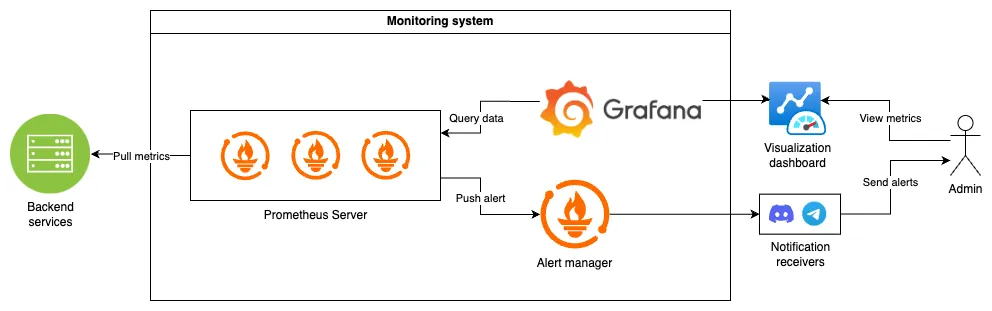 Monitoring system
Grafana
Query data
View metrics
Pull metrics
Visualization
dashboard
Send alerts
Admin
Backend
services
Prometheus Server
Push alert
Alert manager
Notification
receivers